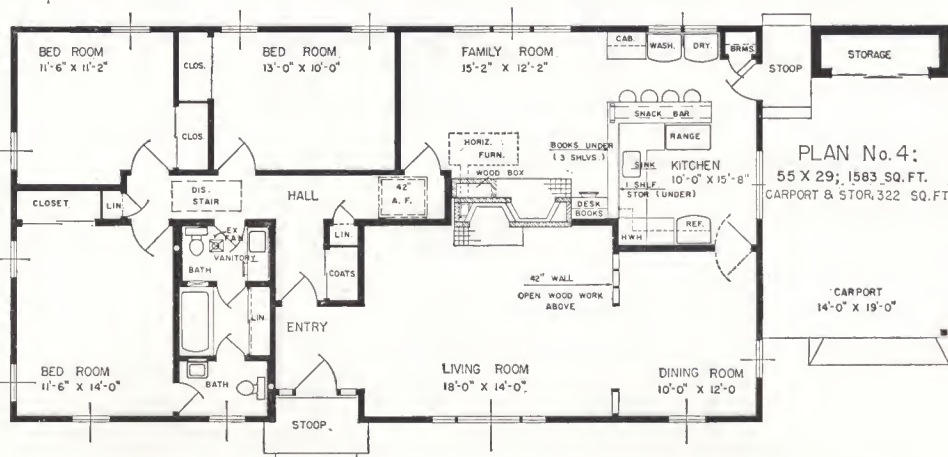 BED ROOM
11'-6" X 11'-2"
CLOS.
CLOS.
BED ROOM
13'-0" X 10'-0"
FAMILY ROOM
15'-2" X 12'-2"
CAB.
WASH.
DRY.
BRMS.
STOOP
STORAGE
SNACK BAR
RANGE
HORIZ.
FURN.
BOOKS UNDER
(3 SHLVS.)
WOOD BOX
SINK
KITCHEN
10'-0" X 15'-8"
1 SHLF.
STOR (UNDER)
PLAN No. 4:
55 X 29; 1583 SQ. FT.
CARPORT & STOR, 322 SQ. FT
CLOSET
LIN.
DIS.
STAIR
HALL
42"
A. F.
DESK
BOOKS
HWH
REF.
EX
FAN
VANITORY
BATH
LIN.
COATS
42" WALL
OPEN WOOD WORK
ABOVE
CARPORT
14'-0" X 19'-0"
LIN.
ENTRY
BED ROOM
11'-6" X 14'-0"
BATH
LIVING ROOM
18'-0" X 14'-0".
DINING ROOM
10'-0" X 12'-0
STOOP.